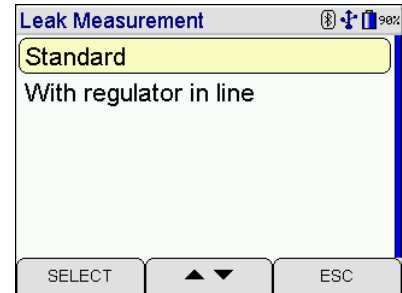 Leak Measurement 90%
Standard
With regulator in line
SELECT ▲ ▼ ESC